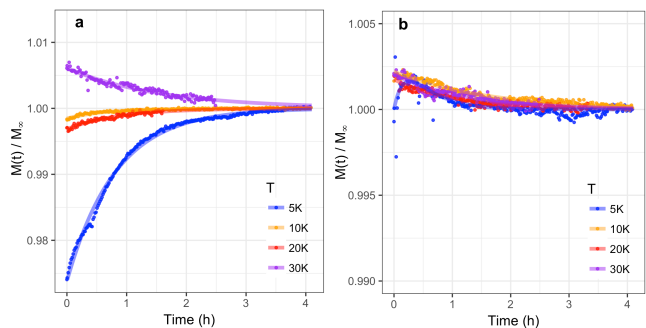 a
M(t) / M∞
1.01
1.00
0.99
0.98
T
5K
10K
20K
30K
0
1
2
3
4
Time (h)
b
M(t) / M∞
1.005
1.000
0.995
0.990
T
5K
10K
20K
30K
0
1
2
3
4
Time (h)